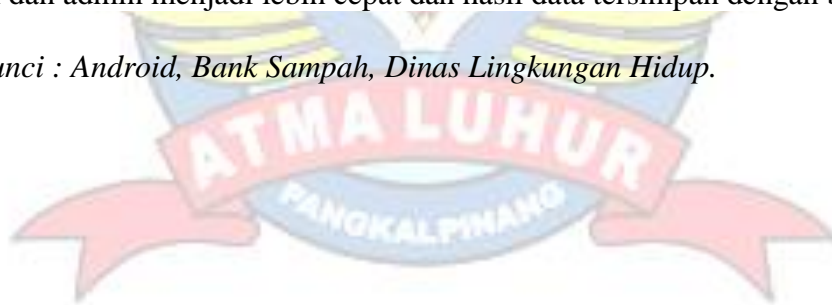 dan admin menjadi lebih cepat dan hasil data tersimpan dengan
unci : Android, Bank Sampah, Dinas Lingkungan Hidup.
ATMA LUHUR
PANGKALPINANG